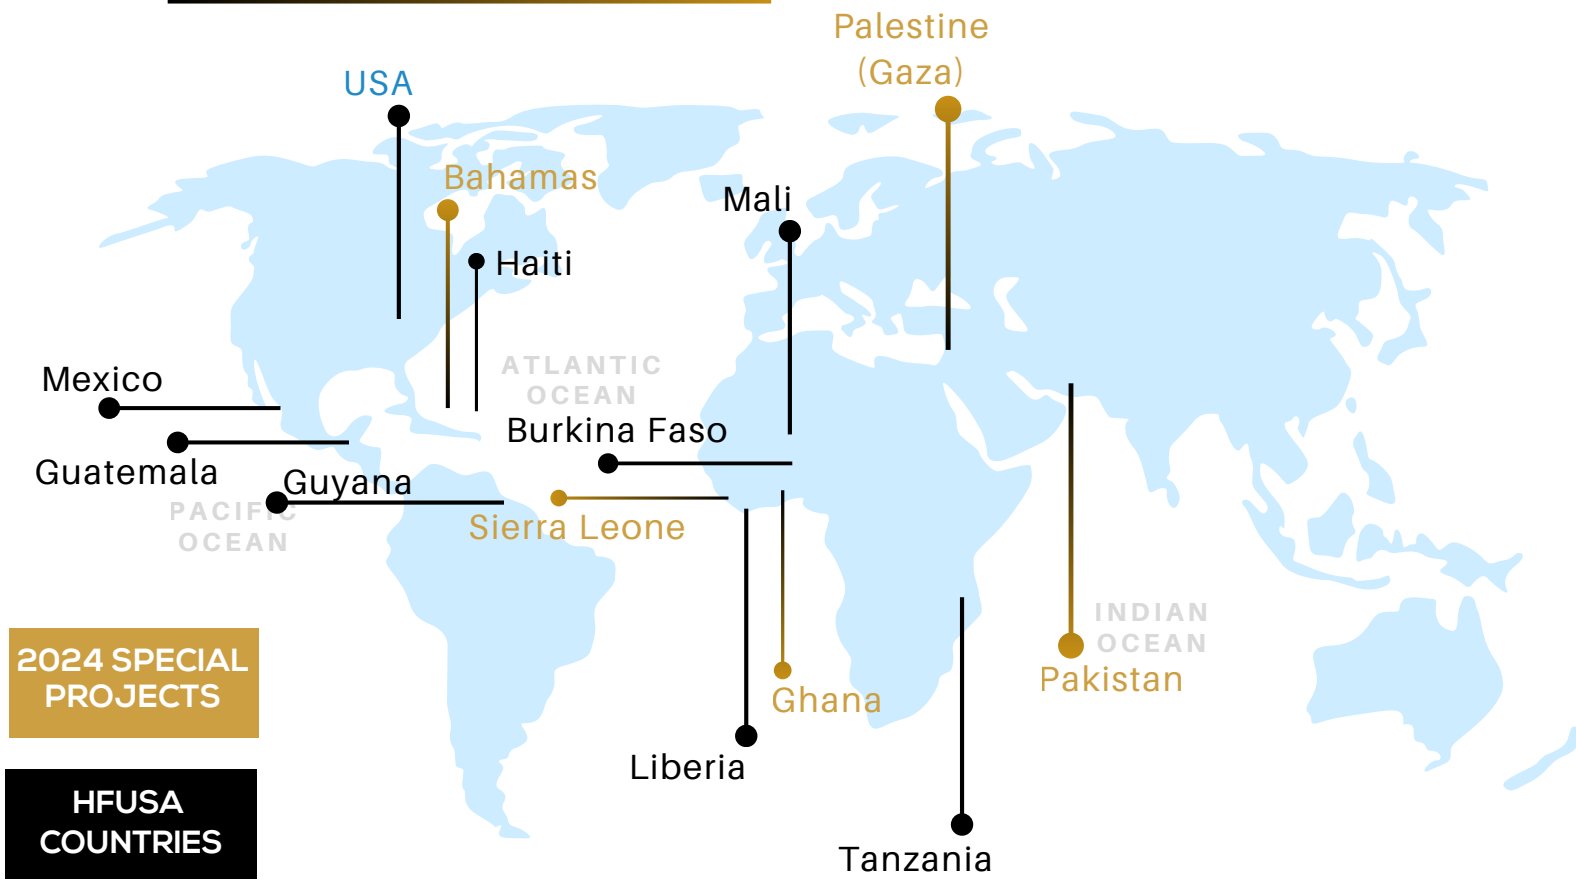 Palestine
(Gaza)
USA
Bahamas
Mali
Haiti
ATLANTIC
OCEAN
Mexico
Burkina Faso
Guatemala
Guyana
PACIFIC
OCEAN
Sierra Leone
INDIAN
OCEAN
2024 SPECIAL
PROJECTS
Pakistan
Ghana
Liberia
HFUSA
COUNTRIES
Tanzania